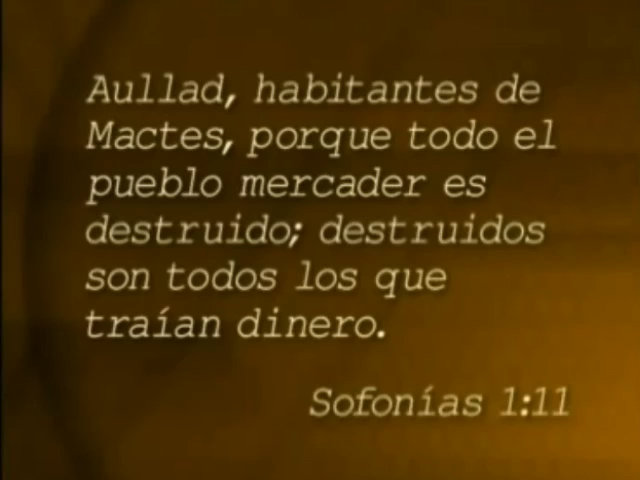 Aullad, habitantes de
Mactes, porque todo el
pueblo mercader es
destruido; destruidos
son todos los que
traían dinero.
Sofonías 1:11